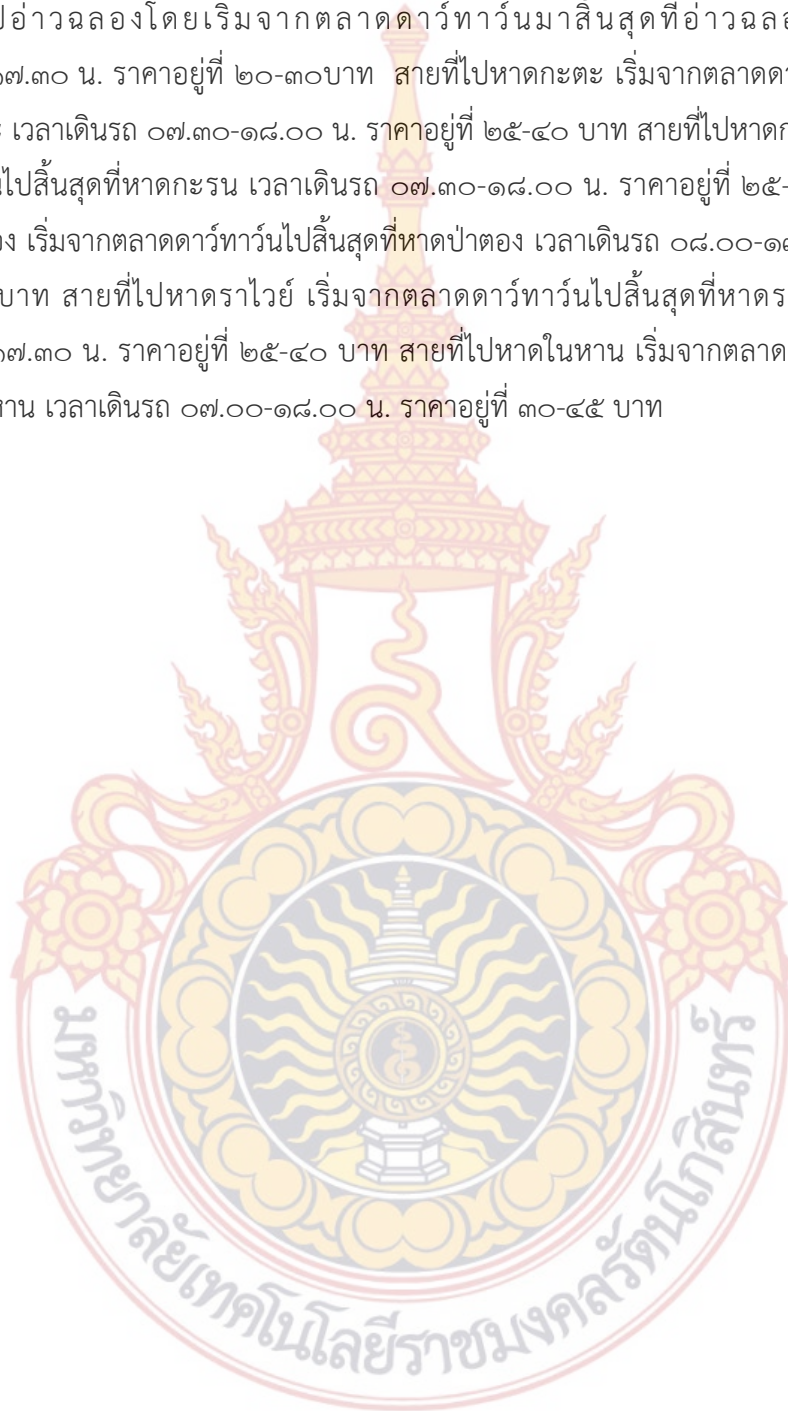 ปอ่าวฉลองโดยเริ่มจากตลาดดาว์ทาว์นมาสิ้นสุดที่อ่าวฉลอ
๑๗.๓๐ น. ราคาอยู่ที่ ๒๐-๓๐บาท สายที่ไปหาดกะตะ เริ่มจากตลาดดา
ะ เวลาเดินรถ ๐๗.๓๐-๑๘.๐๐ น. ราคาอยู่ที่ ๒๕-๔๐ บาท สายที่ไปหาดก
นไปสิ้นสุดที่หาดกะรน เวลาเดินรถ ๐๗.๓๐-๑๘.๐๐ น. ราคาอยู่ที่ ๒๕-
อง เริ่มจากตลาดดาว์ทาว์นไปสิ้นสุดที่หาดป่าตอง เวลาเดินรถ ๐๘.๐๐-๑๘
บาท สายที่ไปหาดราไวย์ เริ่มจากตลาดดาว์ทาว์นไปสิ้นสุดที่หาดร
๑๗.๓๐ น. ราคาอยู่ที่ ๒๕-๔๐ บาท สายที่ไปหาดในหาน เริ่มจากตลาด
หาน เวลาเดินรถ ๐๗.๐๐-๑๘.๐๐ น. ราคาอยู่ที่ ๓๐-๔๕ บาท
มหาวิทยาลัยเทคโนโลยีราชมงคลรัตนโกสินทร์